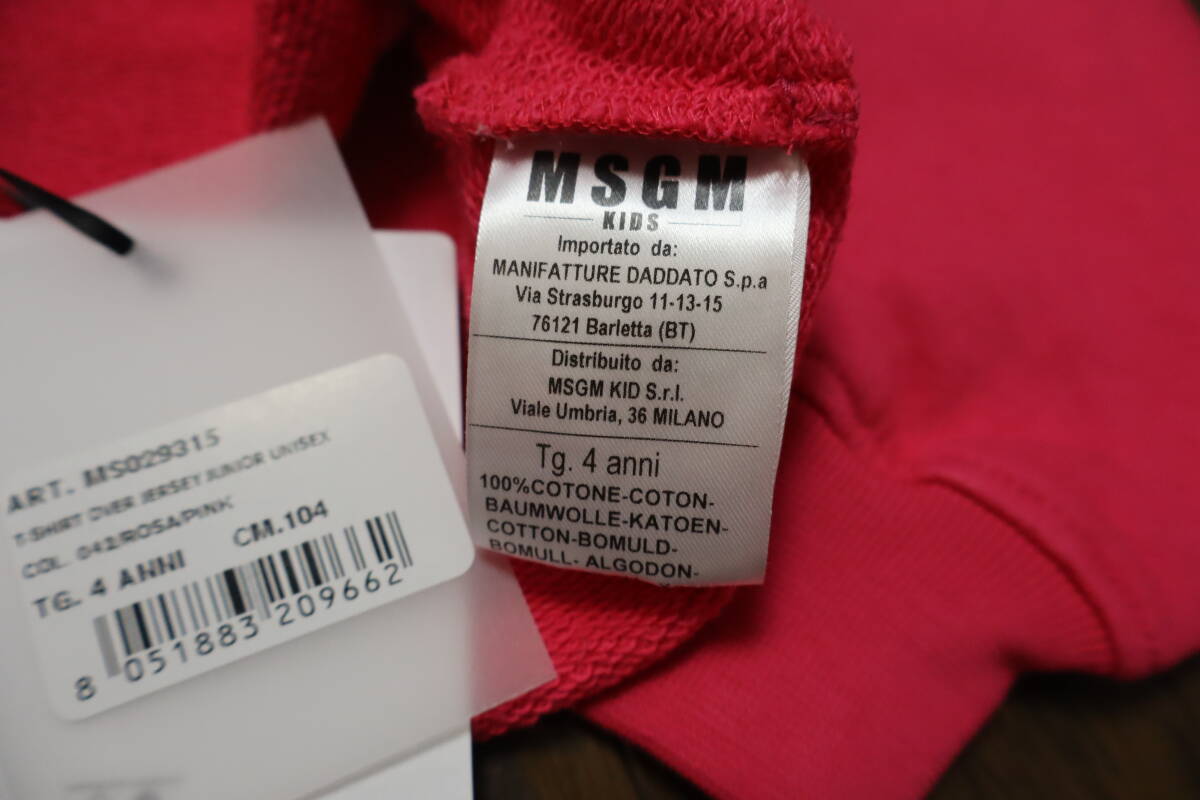 MSGM
KIDS
Importato da:
MANIFATTURE DADDATO S.p.a
Via Strasburgo 11-13-15
76121 Barletta (BT)
Distribuito da:
MSGM KID S.r.l.
Viale Umbria, 36 MILANO
Tg. 4 anni
100%COTONE-COTON-
BAUMWOLLE-KATOEN-
COTTON-BOMULD-
BOMULL- ALGODON-
ART. MS029315
T-SHIRT OVER JERSEY JUNIOR UNISEX
COL. 042/ROSA/PINK
TG. 4 ANNI CM.104
8 051883 209662